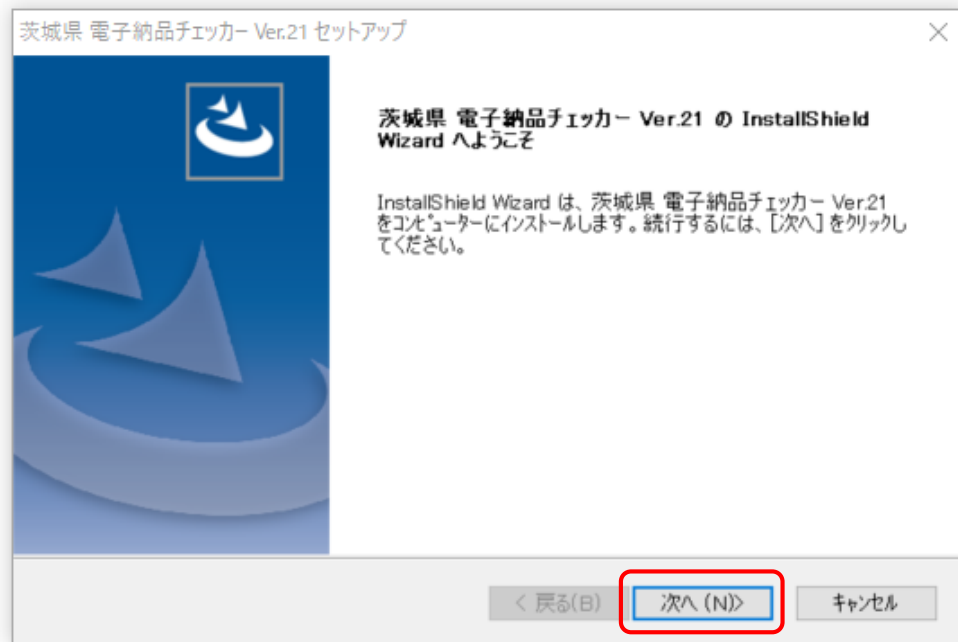 茨城県 電子納品チェッカー Ver.21 セットアップ
茨城県 電子納品チェッカー Ver.21 の InstallShield
Wizard へようこそ
InstallShield Wizard は、茨城県 電子納品チェッカー Ver.21
をコンピューターにインストールします。続行するには、[次へ] をクリックし
てください。
< 戻る(B)
次へ (N)>
キャンセル